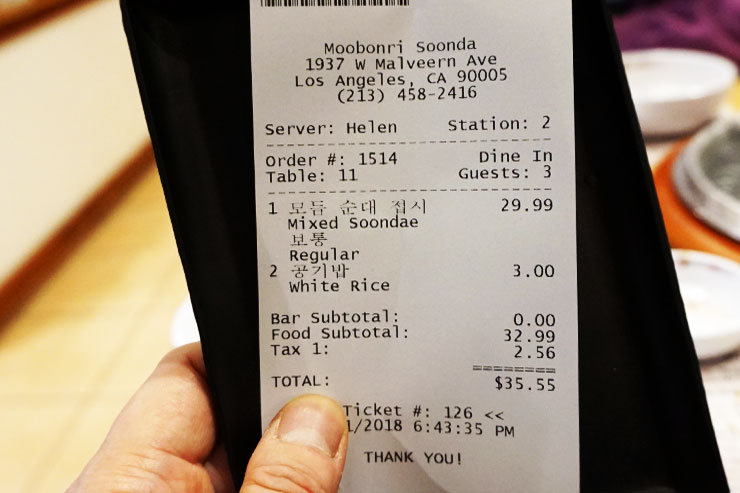 Moobonri Soonda
1937 W Malveern Ave
Los Angeles, CA 90005
(213) 458-2416
Server: Helen Station: 2
Order #: 1514 Dine In
Table: 11 Guests: 3
1 모듬 순대 접시 29.99
Mixed Soondae
보통
Regular
2 공기밥 3.00
White Rice
Bar Subtotal: 0.00
Food Subtotal: 32.99
Tax 1: 2.56
========
TOTAL: $35.55
Ticket #: 126 <<
1/2018 6:43:35 PM
THANK YOU!